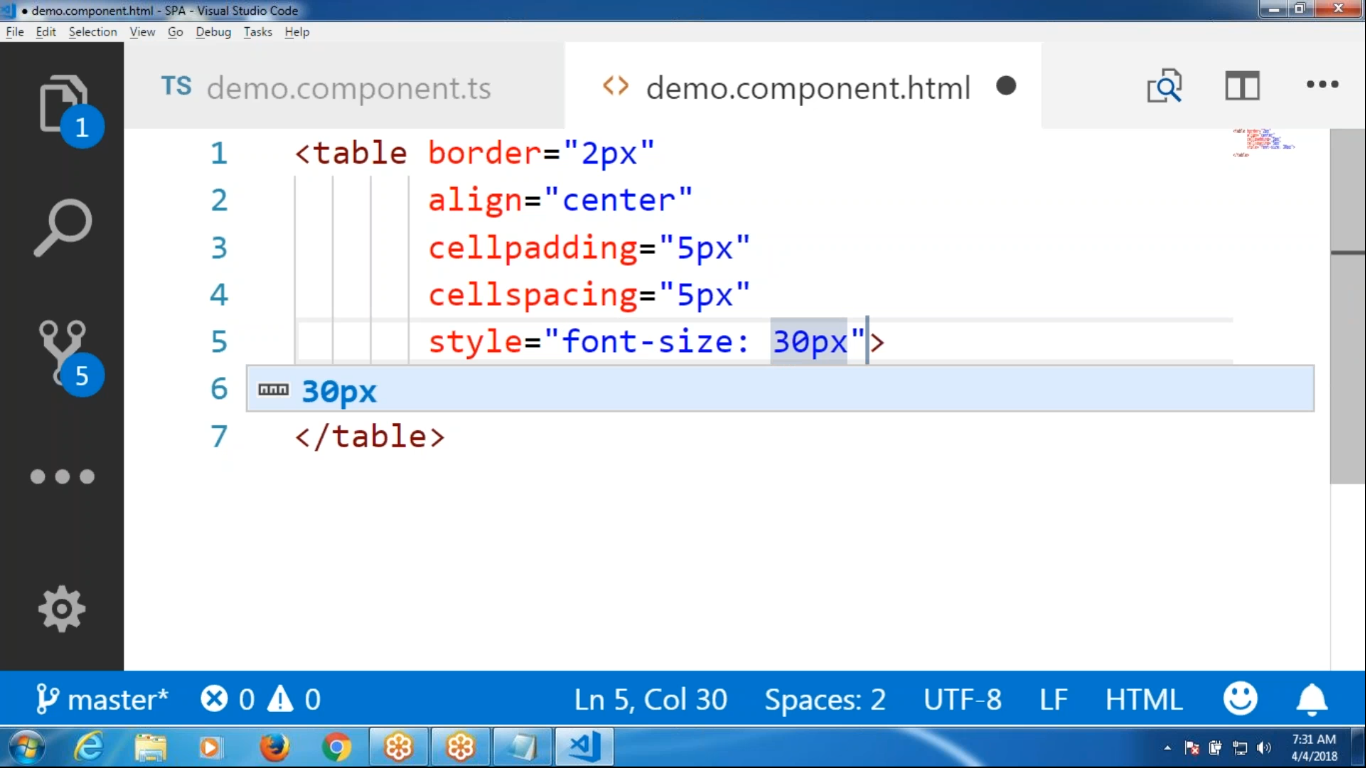 demo.component.html - SPA - Visual Studio Code
File Edit Selection View Go Debug Tasks Help
TS demo.component.ts <> demo.component.html
1
1 <table border="2px"
2 align="center"
3 cellpadding="5px"
4 cellspacing="5px"
5 style="font-size: 30px">
5
6 30px
7 </table>
master* 0 0 Ln 5, Col 30 Spaces: 2 UTF-8 LF HTML
7:31 AM
4/4/2018